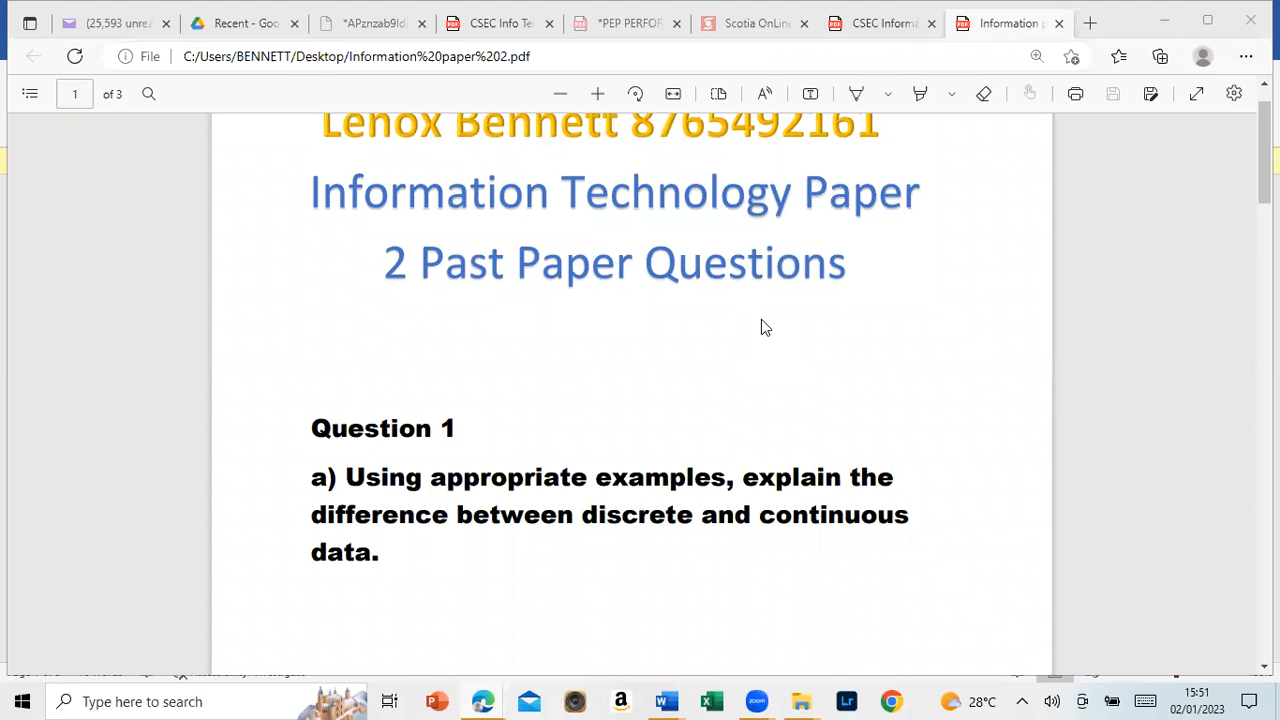 (25,593 unre
Recent - Goo
*APznzab9Idl
CSEC Info Te
*PEP PERFOR
Scotia OnLin
CSEC Informa
Information p
File
C:/Users/BENNETT/Desktop/Information%20paper%202.pdf
1
of 3
Lenox Bennett 8765492161
Information Technology Paper
2 Past Paper Questions
Question 1
a) Using appropriate examples, explain the
difference between discrete and continuous
data.
Type here to search
28°C
15:51
02/01/2023